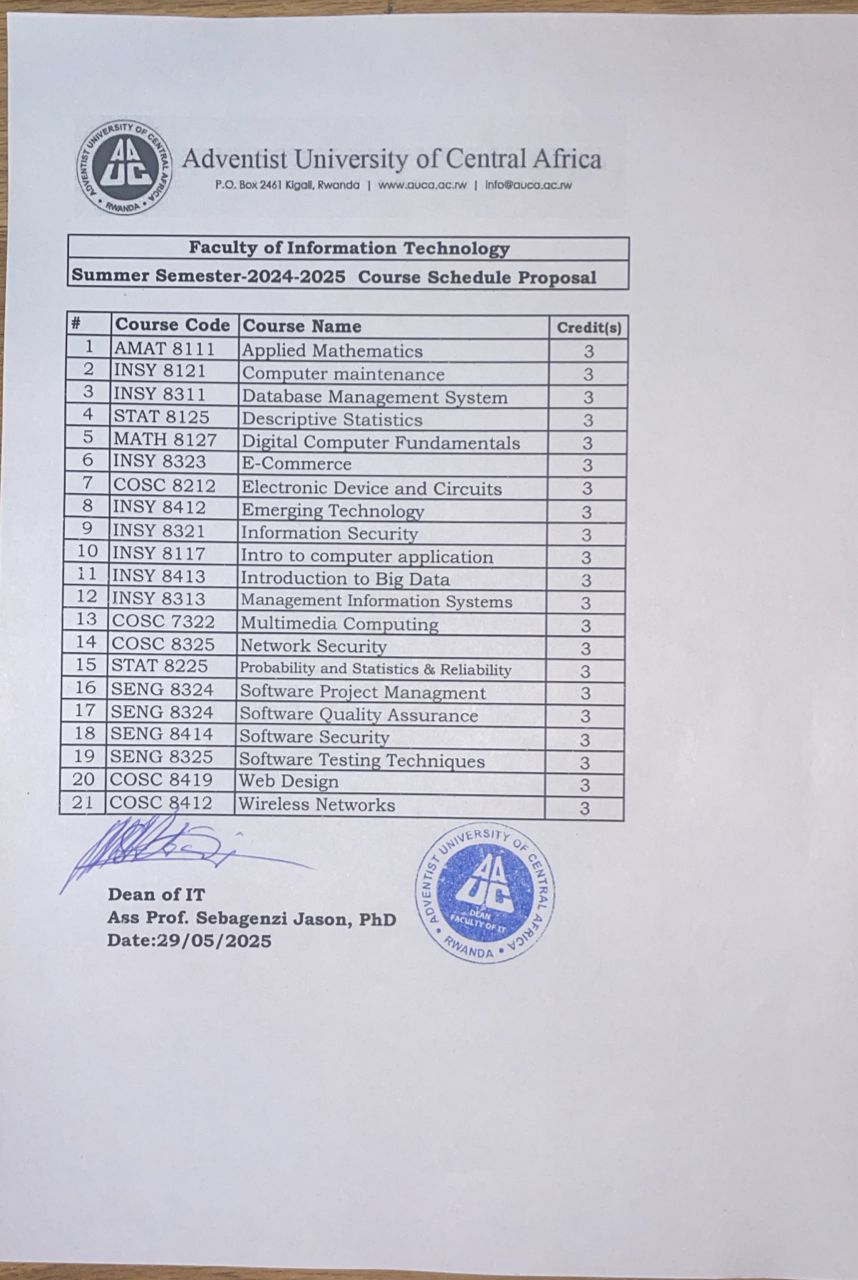 ADVENTIST UNIVERSITY OF CENTRAL AFRICA
AUCA
• RWANDA •
Adventist University of Central Africa
P.O. Box 2461 Kigali, Rwanda | www.auca.ac.rw | Info@auca.ac.rw
Faculty of Information Technology
Summer Semester-2024-2025 Course Schedule Proposal
# Course Code Course Name Credit(s)
1 AMAT 8111 Applied Mathematics 3
2 INSY 8121 Computer maintenance 3
3 INSY 8311 Database Management System 3
4 STAT 8125 Descriptive Statistics 3
5 MATH 8127 Digital Computer Fundamentals 3
6 INSY 8323 E-Commerce 3
7 COSC 8212 Electronic Device and Circuits 3
8 INSY 8412 Emerging Technology 3
9 INSY 8321 Information Security 3
10 INSY 8117 Intro to computer application 3
11 INSY 8413 Introduction to Big Data 3
12 INSY 8313 Management Information Systems 3
13 COSC 7322 Multimedia Computing 3
14 COSC 8325 Network Security 3
15 STAT 8225 Probability and Statistics & Reliability 3
16 SENG 8324 Software Project Managment 3
17 SENG 8324 Software Quality Assurance 3
18 SENG 8414 Software Security 3
19 SENG 8325 Software Testing Techniques 3
20 COSC 8419 Web Design 3
21 COSC 8412 Wireless Networks 3
Dean of IT
Ass Prof. Sebagenzi Jason, PhD
Date:29/05/2025
ADVENTIST UNIVERSITY OF CENTRAL AFRICA
AUCA
DEAN
FACULTY OF IT
• RWANDA •